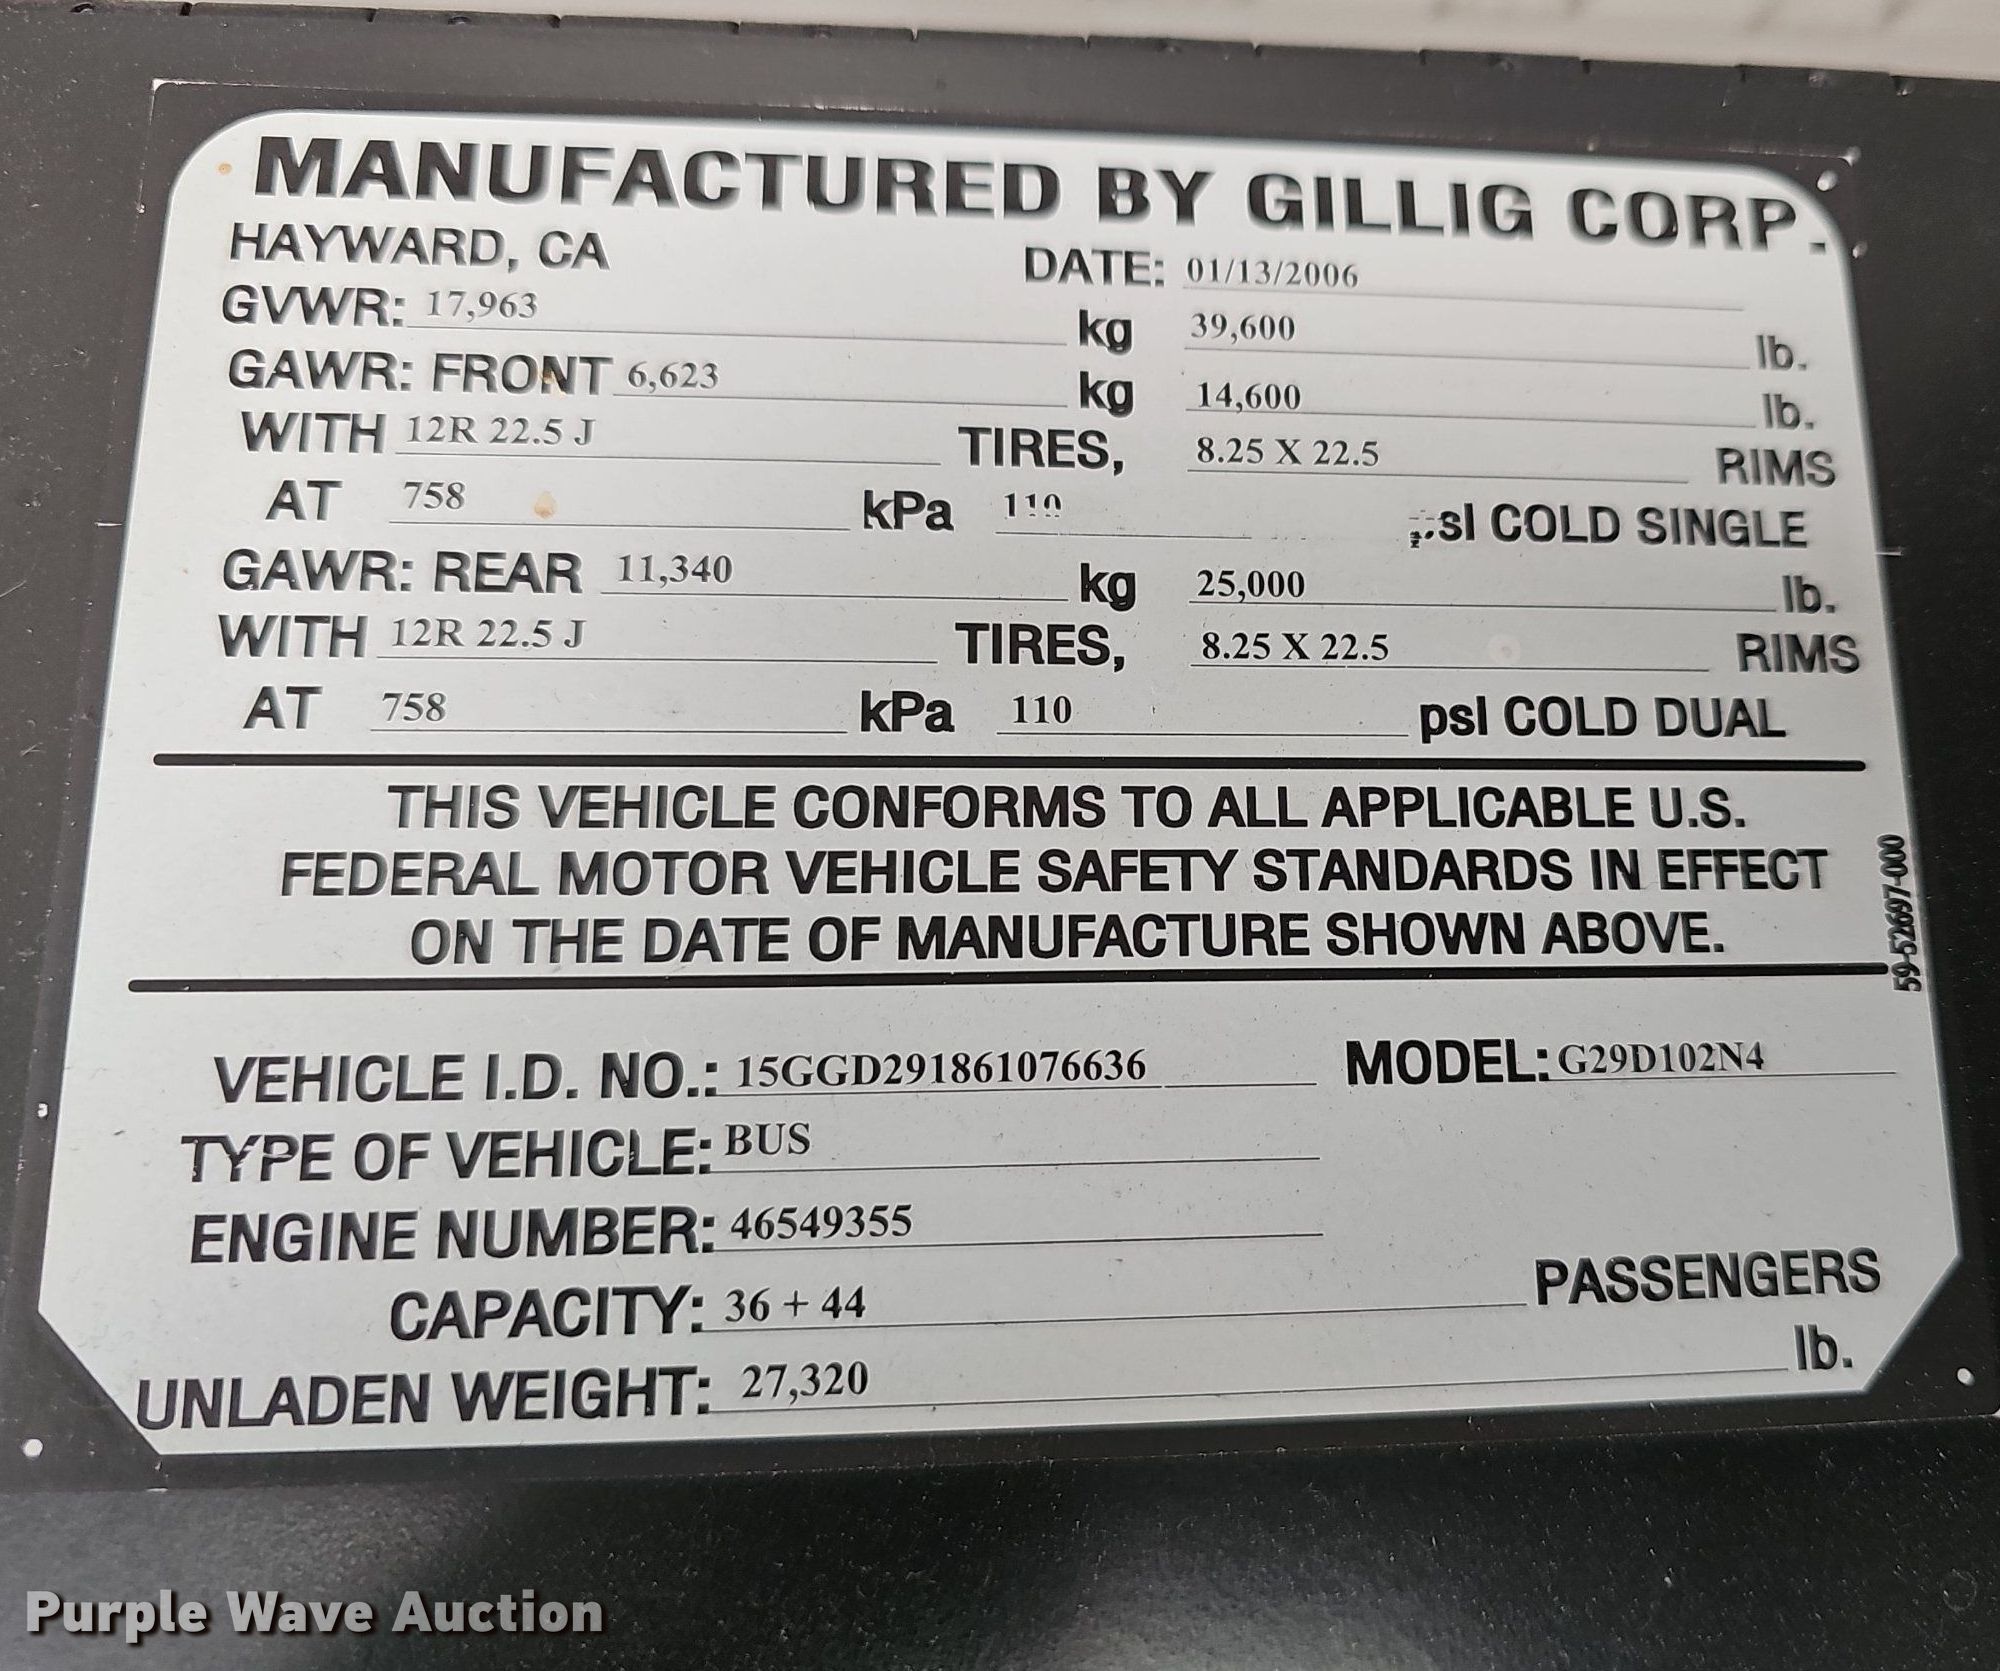 MANUFACTURED BY GILLIG CORP.
HAYWARD, CA DATE: 01/13/2006
GVWR: 17,963 kg 39,600 lb.
GAWR: FRONT 6,623 kg 14,600 lb.
WITH 12R 22.5 J TIRES, 8.25 X 22.5 RIMS
AT 758 kPa 110 psl COLD SINGLE
GAWR: REAR 11,340 kg 25,000 lb.
WITH 12R 22.5 J TIRES, 8.25 X 22.5 RIMS
AT 758 kPa 110 psl COLD DUAL
THIS VEHICLE CONFORMS TO ALL APPLICABLE U.S.
FEDERAL MOTOR VEHICLE SAFETY STANDARDS IN EFFECT
ON THE DATE OF MANUFACTURE SHOWN ABOVE.
59-52697-000
VEHICLE I.D. NO.: 15GGD291861076636 MODEL: G29D102N4
TYPE OF VEHICLE: BUS
ENGINE NUMBER: 46549355
CAPACITY: 36 + 44 PASSENGERS
UNLADEN WEIGHT: 27,320 lb.
Purple Wave Auction